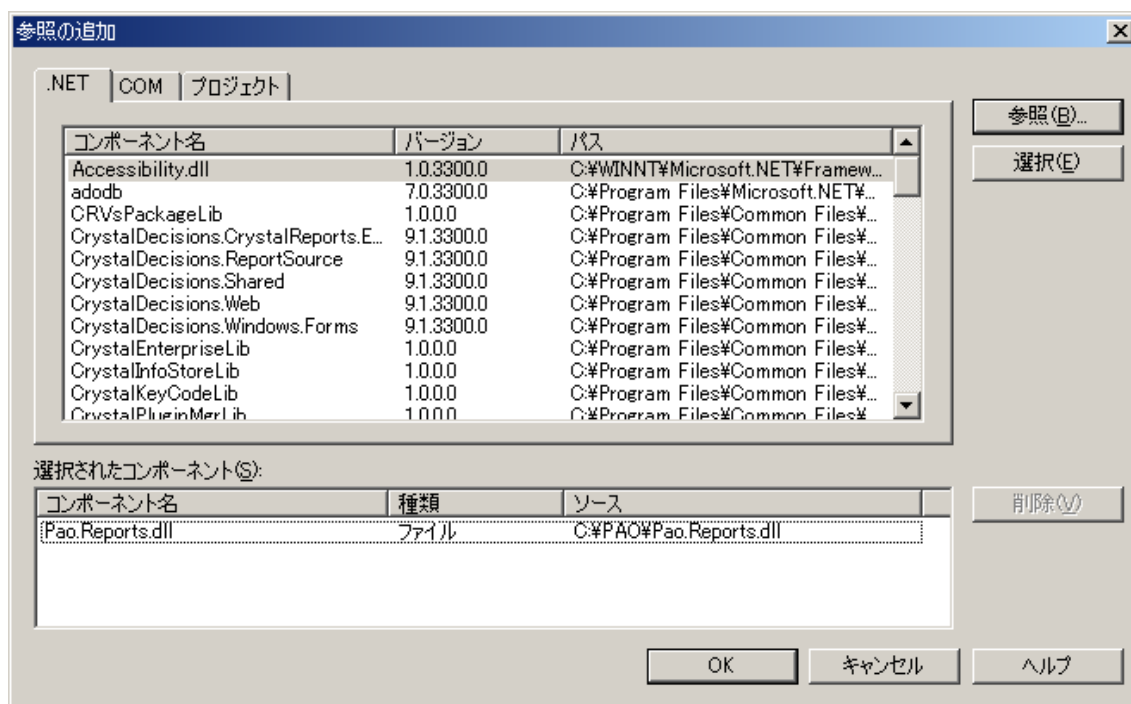 参照の追加
.NET COM プロジェクト
参照(B)...
選択(E)
コンポーネント名 バージョン パス
Accessibility.dll 1.0.3300.0 C:¥WINNT¥Microsoft.NET¥Framew...
adodb 7.0.3300.0 C:¥Program Files¥Microsoft.NET¥...
CRVsPackageLib 1.0.0.0 C:¥Program Files¥Common Files¥...
CrystalDecisions.CrystalReports.E... 9.1.3300.0 C:¥Program Files¥Common Files¥...
CrystalDecisions.ReportSource 9.1.3300.0 C:¥Program Files¥Common Files¥...
CrystalDecisions.Shared 9.1.3300.0 C:¥Program Files¥Common Files¥...
CrystalDecisions.Web 9.1.3300.0 C:¥Program Files¥Common Files¥...
CrystalDecisions.Windows.Forms 9.1.3300.0 C:¥Program Files¥Common Files¥...
CrystalEnterpriseLib 1.0.0.0 C:¥Program Files¥Common Files¥...
CrystalInfoStoreLib 1.0.0.0 C:¥Program Files¥Common Files¥...
CrystalKeyCodeLib 1.0.0.0 C:¥Program Files¥Common Files¥...
CrystalPluginMgrLib 1.0.0.0 C:¥Program Files¥Common Files¥...
選択されたコンポーネント(S):
コンポーネント名 種類 ソース
Pao.Reports.dll ファイル C:¥PAO¥Pao.Reports.dll
削除(V)
OK キャンセル ヘルプ